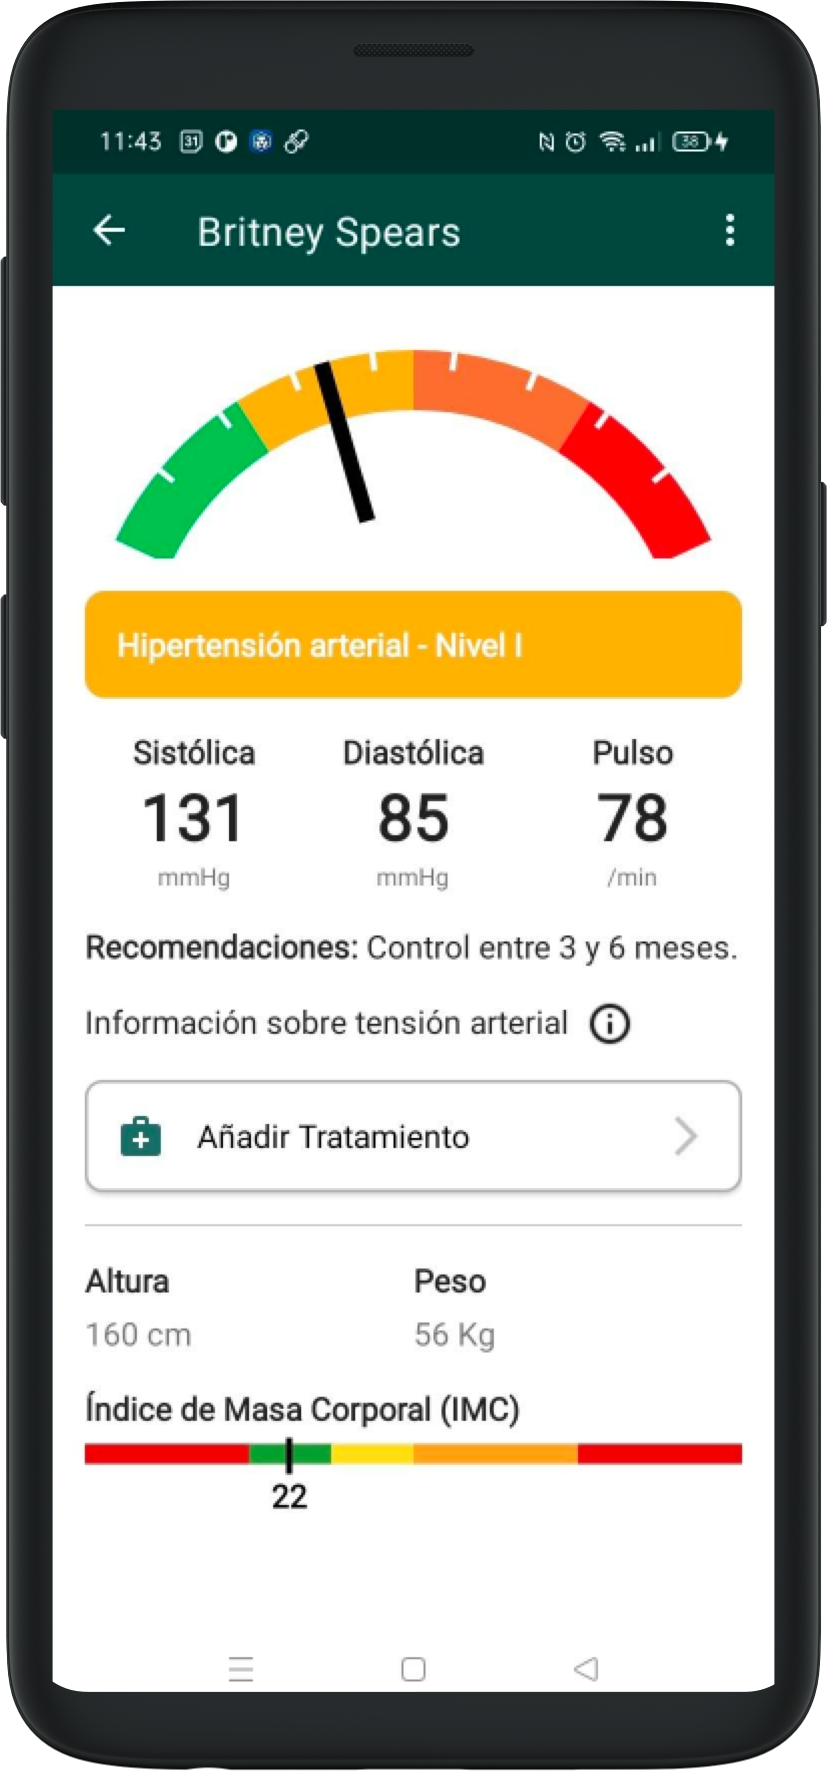 11:43 31 38
Britney Spears
Hipertensión arterial - Nivel I
Sistólica Diastólica Pulso
131 85 78
mmHg mmHg /min
Recomendaciones: Control entre 3 y 6 meses.
Información sobre tensión arterial
Añadir Tratamiento
Altura Peso
160 cm 56 Kg
Índice de Masa Corporal (IMC)
22